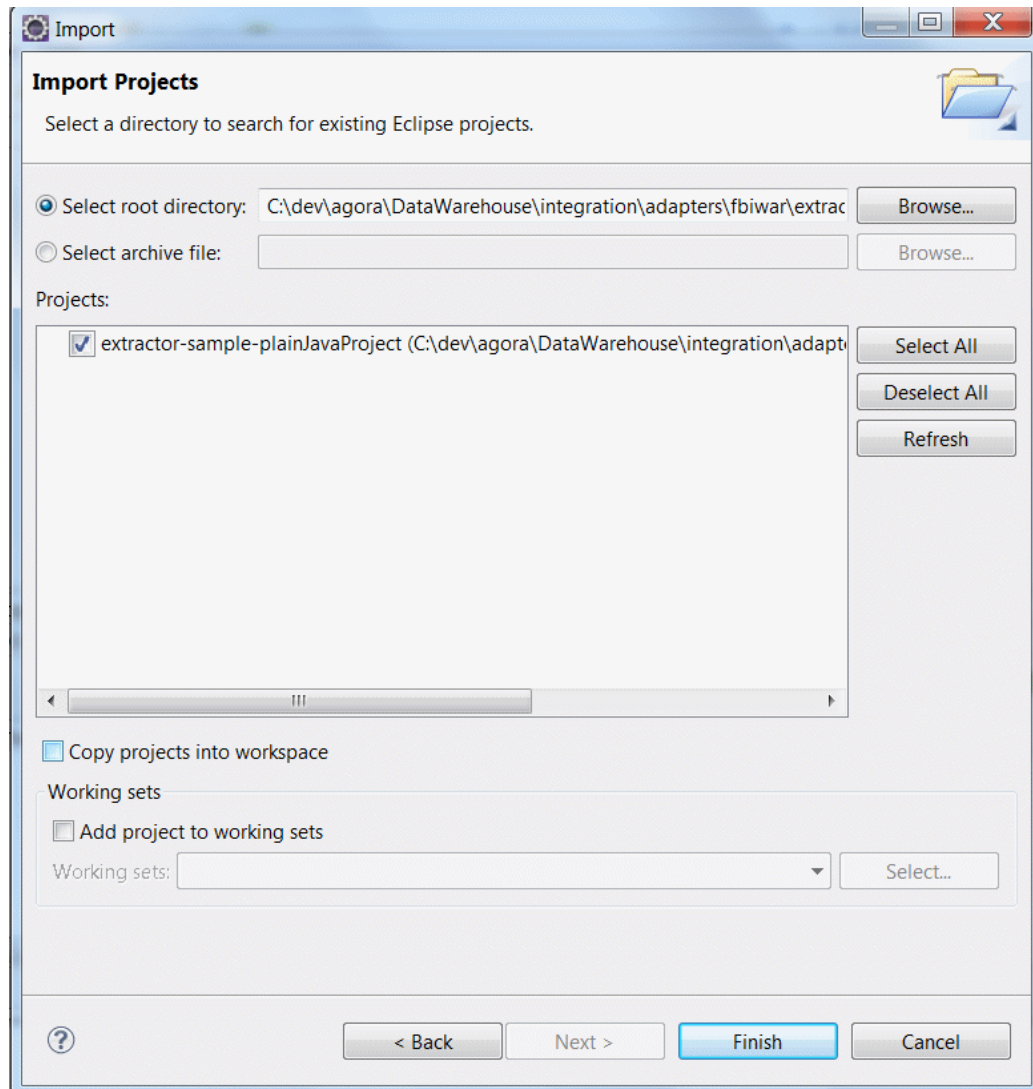 Import
Import Projects
Select a directory to search for existing Eclipse projects.
Select root directory: C:\dev\agora\DataWarehouse\integration\adapters\fbiwar\extrac Browse...
Select archive file: Browse...
Projects:
extractor-sample-plainJavaProject (C:\dev\agora\DataWarehouse\integration\adapte Select All
Deselect All
Refresh
Copy projects into workspace
Working sets
Add project to working sets
Working sets: Select...
< Back Next > Finish Cancel